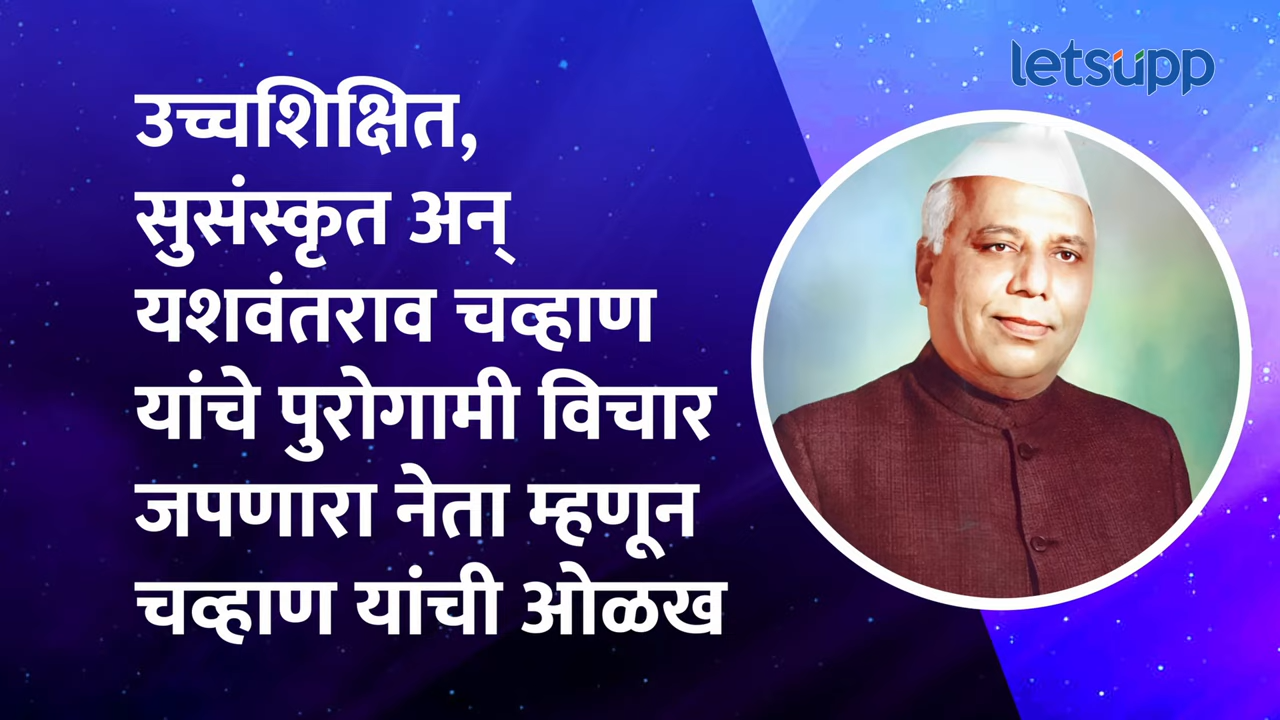 letsupp
उच्चशिक्षित,
सुसंस्कृत अन्
यशवंतराव चव्हाण
यांचे पुरोगामी विचार
जपणारा नेता म्हणून
चव्हाण यांची ओळख